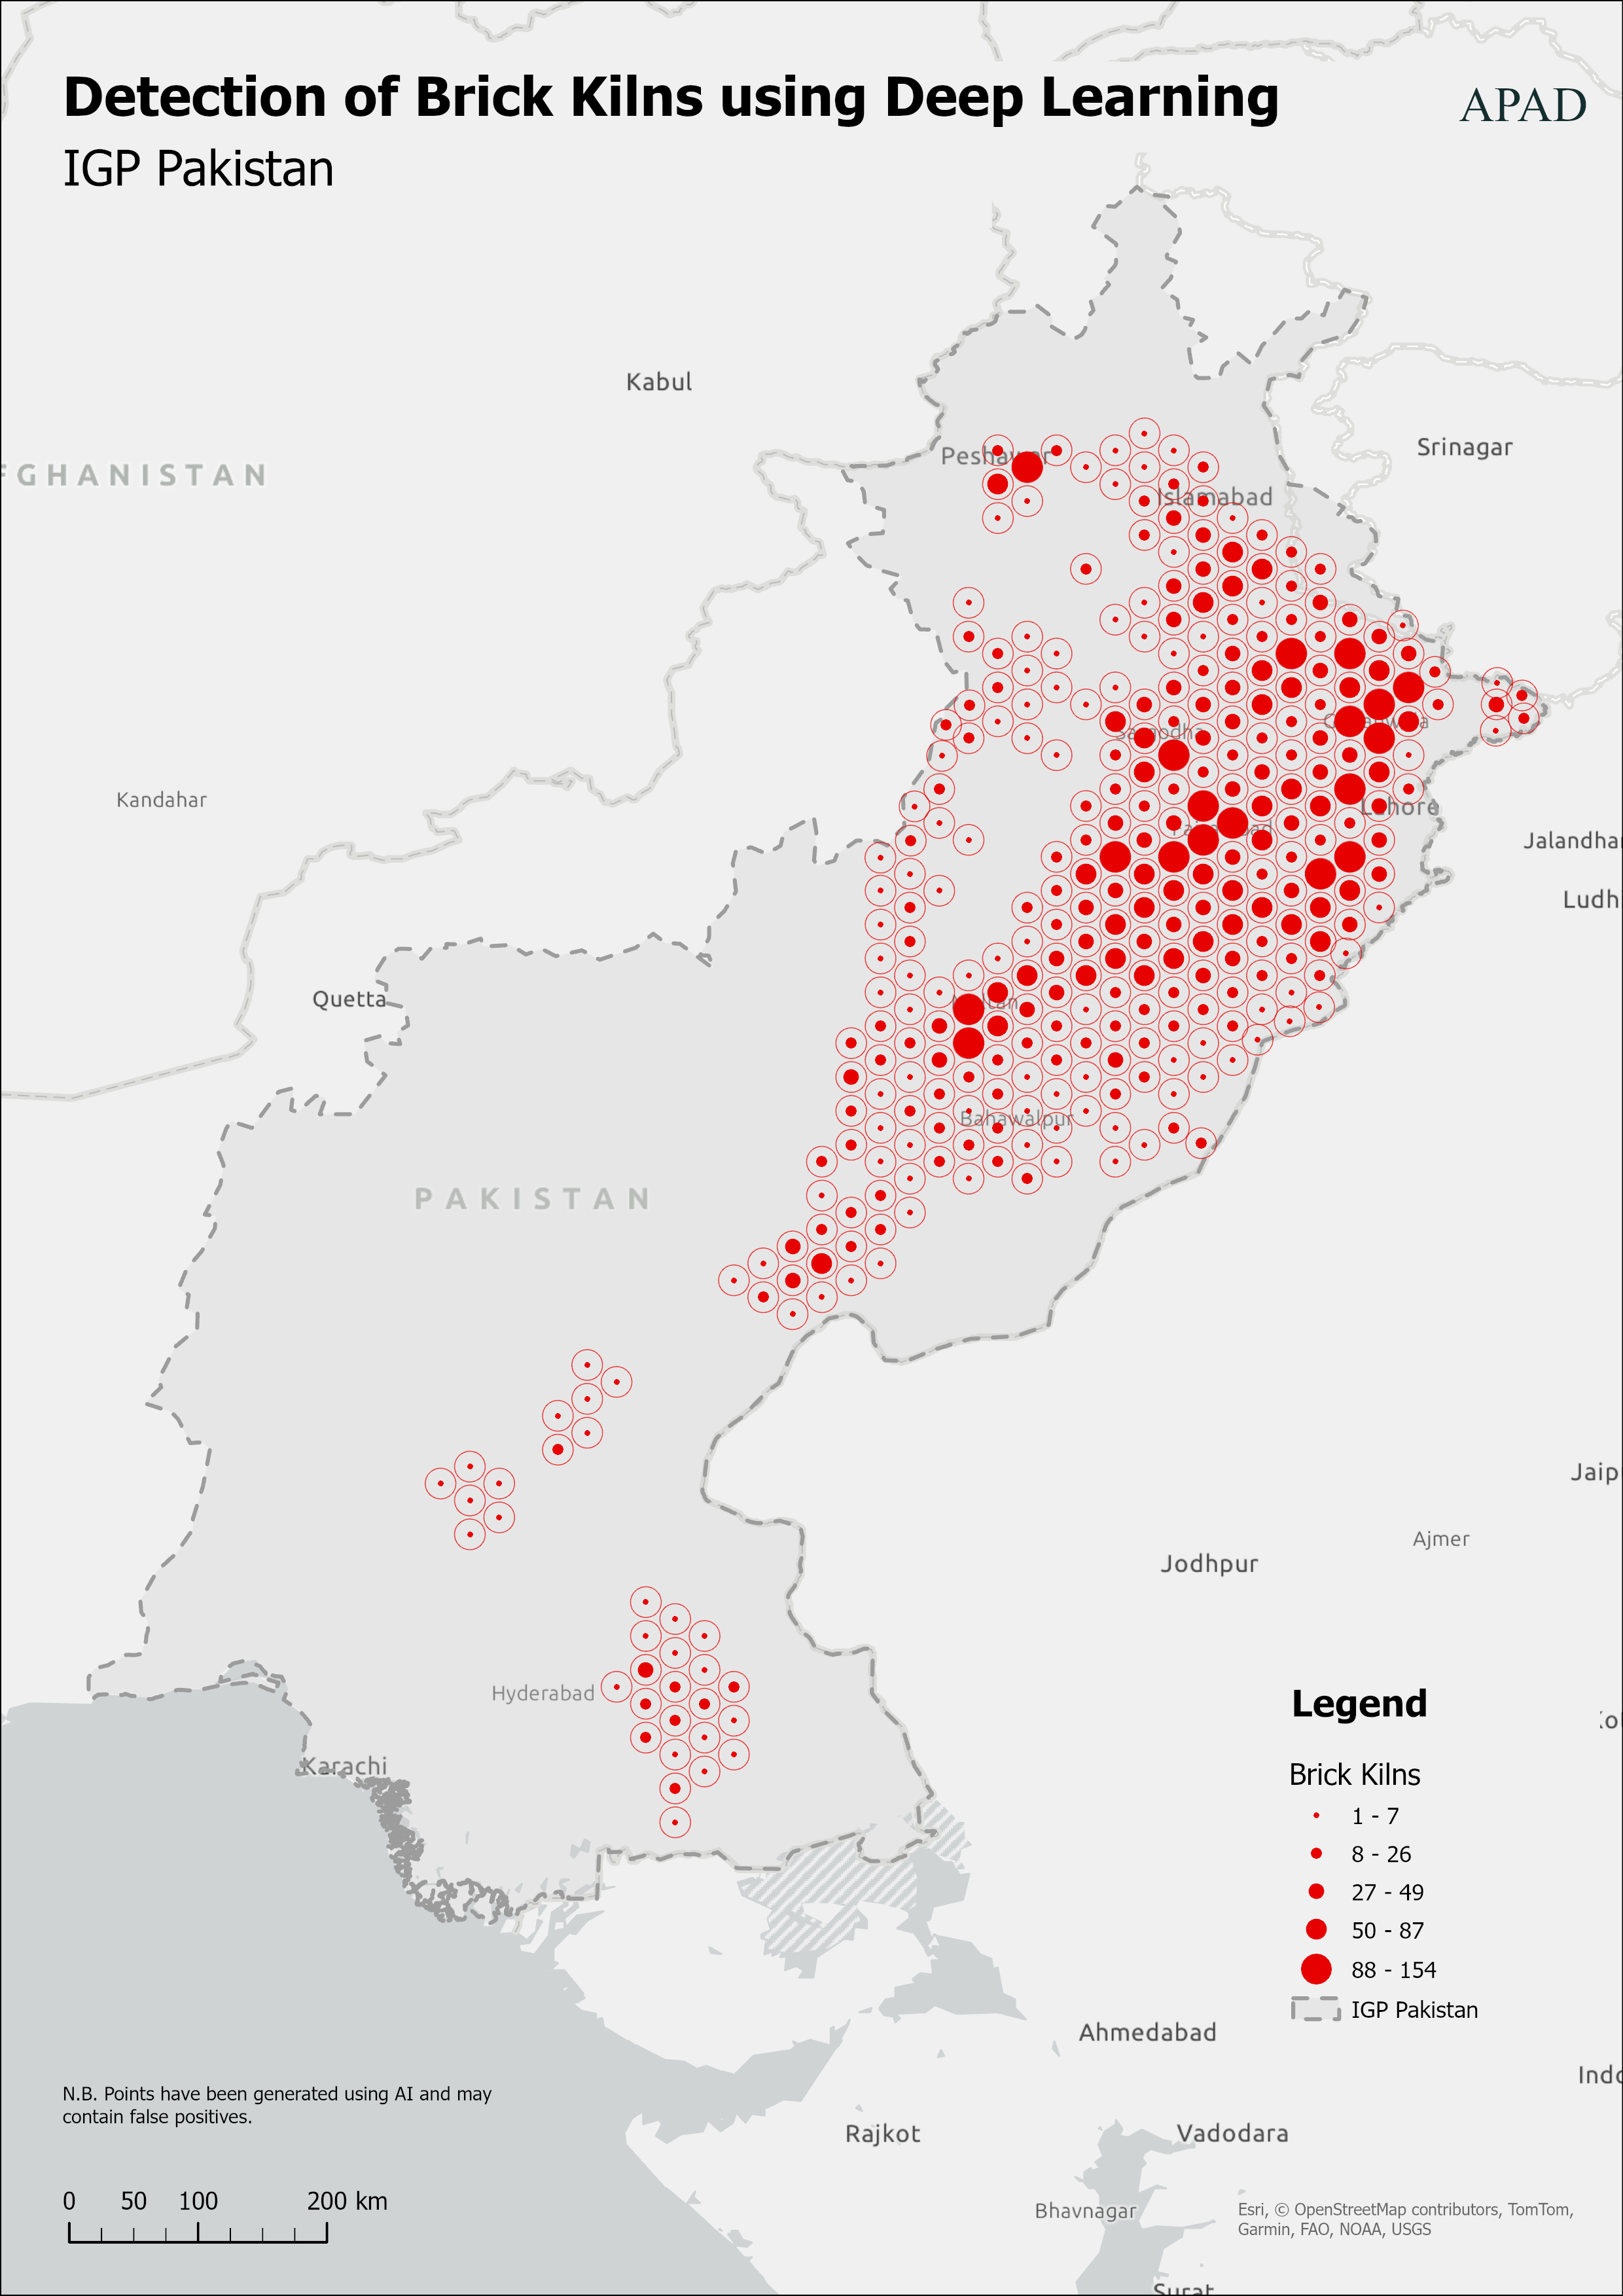 Detection of Brick Kilns using Deep Learning
APAD
IGP Pakistan
Kabul
Srinagar
Peshawar
FGHANISTAN
Islamabad
Gujranwala
Sargodha
Kandahar
Lahore
Faisalabad
Jalandhar
Ludh
Quetta
Multan
Bahawalpur
PAKISTAN
Jaip
Ajmer
Jodhpur
Hyderabad
Karachi
Legend
Brick Kilns
1 - 7
8 - 26
27 - 49
50 - 87
88 - 154
IGP Pakistan
Ahmedabad
Indo
N.B. Points have been generated using AI and may
contain false positives.
Rajkot
Vadodara
0 50 100 200 km
Bhavnagar
Esri, © OpenStreetMap contributors, TomTom,
Garmin, FAO, NOAA, USGS
Surat